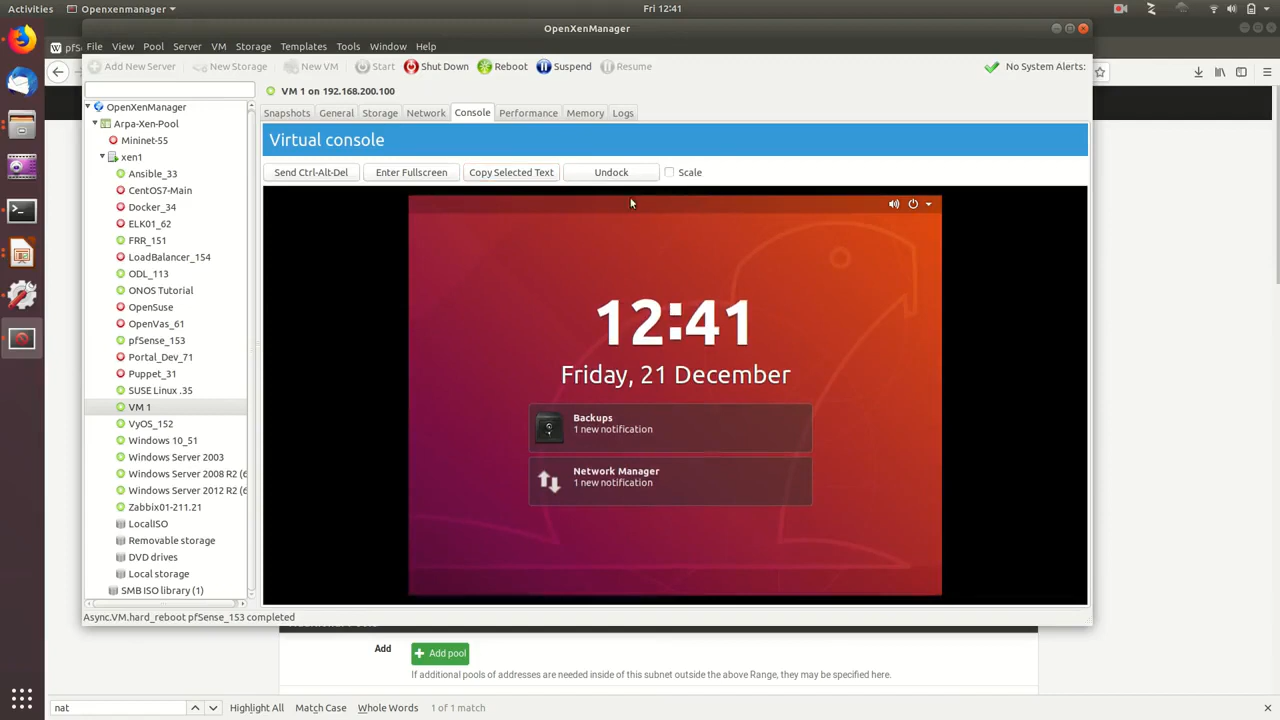 Activities
Openxenmanager
Fri 12:41
OpenXenManager
File View Pool Server VM Storage Templates Tools Window Help
Add New Server New Storage New VM Start Shut Down Reboot Suspend Resume
No System Alerts:
VM 1 on 192.168.200.100
OpenXenManager
Arpa-Xen-Pool
Mininet-55
xen1
Ansible_33
CentOS7-Main
Docker_34
ELK01_62
FRR_151
LoadBalancer_154
ODL_113
ONOS Tutorial
OpenSuse
OpenVas_61
pfSense_153
Portal_Dev_71
Puppet_31
SUSE Linux .35
VM 1
VyOS_152
Windows 10_51
Windows Server 2003
Windows Server 2008 R2 (6
Windows Server 2012 R2 (6
Zabbix01-211.21
LocalISO
Removable storage
DVD drives
Local storage
SMB ISO library (1)
Snapshots General Storage Network Console Performance Memory Logs
Virtual console
Send Ctrl-Alt-Del Enter Fullscreen Copy Selected Text Undock Scale
12:41
Friday, 21 December
Backups
1 new notification
Network Manager
1 new notification
Async.VM.hard_reboot pfSense_153 completed
Add
Add pool
If additional pools of addresses are needed inside of this subnet outside the above Range, they may be specified here.
nat
Highlight All Match Case Whole Words 1 of 1 match